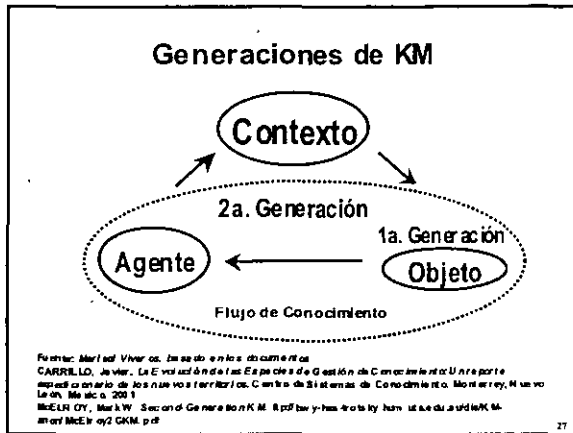 Generaciones de KM
Contexto
2a. Generación
1a. Generación
Agente
Objeto
Flujo de Conocimiento
Fuente: Marisol Viveros, basado en los documentos
CARRILLO, Javier. La Evolución de las Especies de Gestión de Conocimiento: Un reporte
expedicionario de los nuevos territorios. Centro de Sistemas de Conocimiento. Monterrey, Nuevo
León, México. 2001
McELROY, Mark W. Second-Generation KM.
27